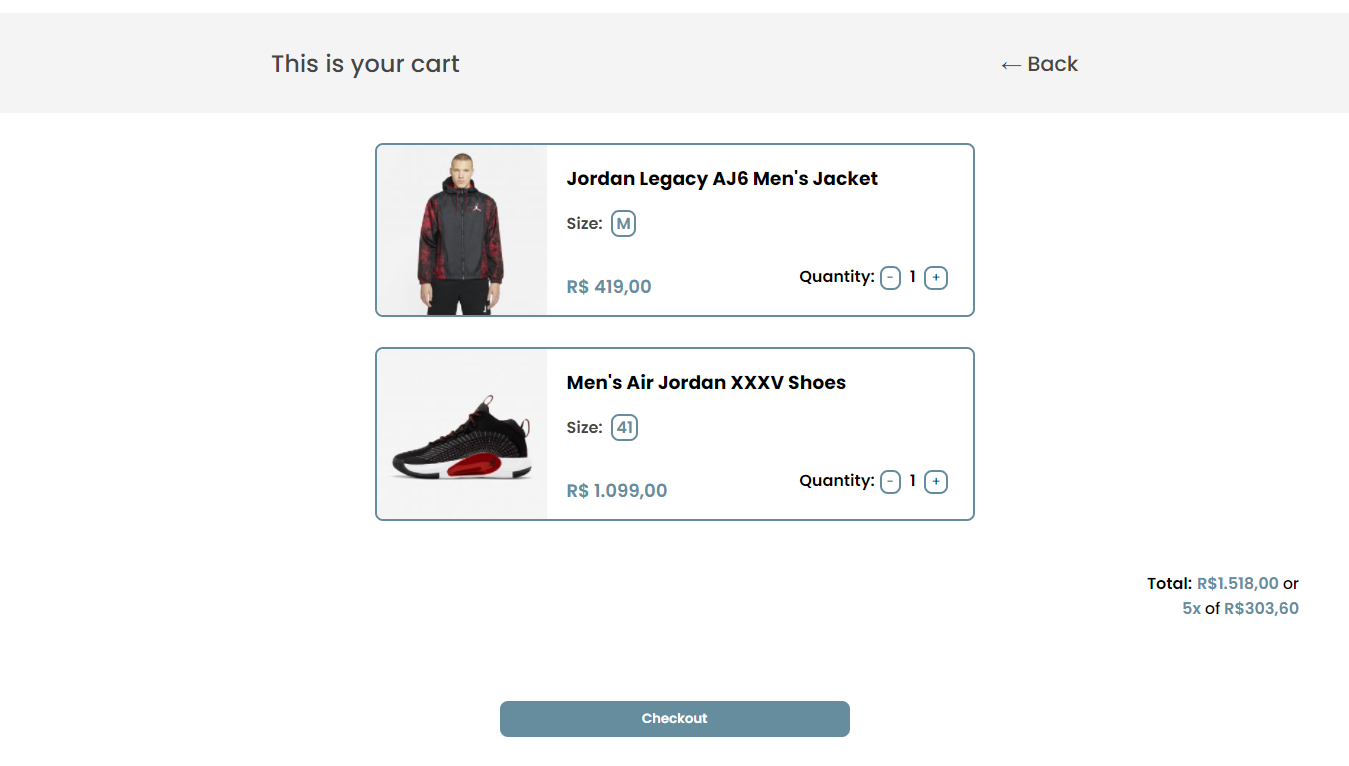 This is your cart
← Back
Jordan Legacy AJ6 Men's Jacket
Size: M
R$ 419,00
Quantity: - 1 +
Men's Air Jordan XXXV Shoes
Size: 41
R$ 1.099,00
Quantity: - 1 +
Total: R$1.518,00 or
5x of R$303,60
Checkout